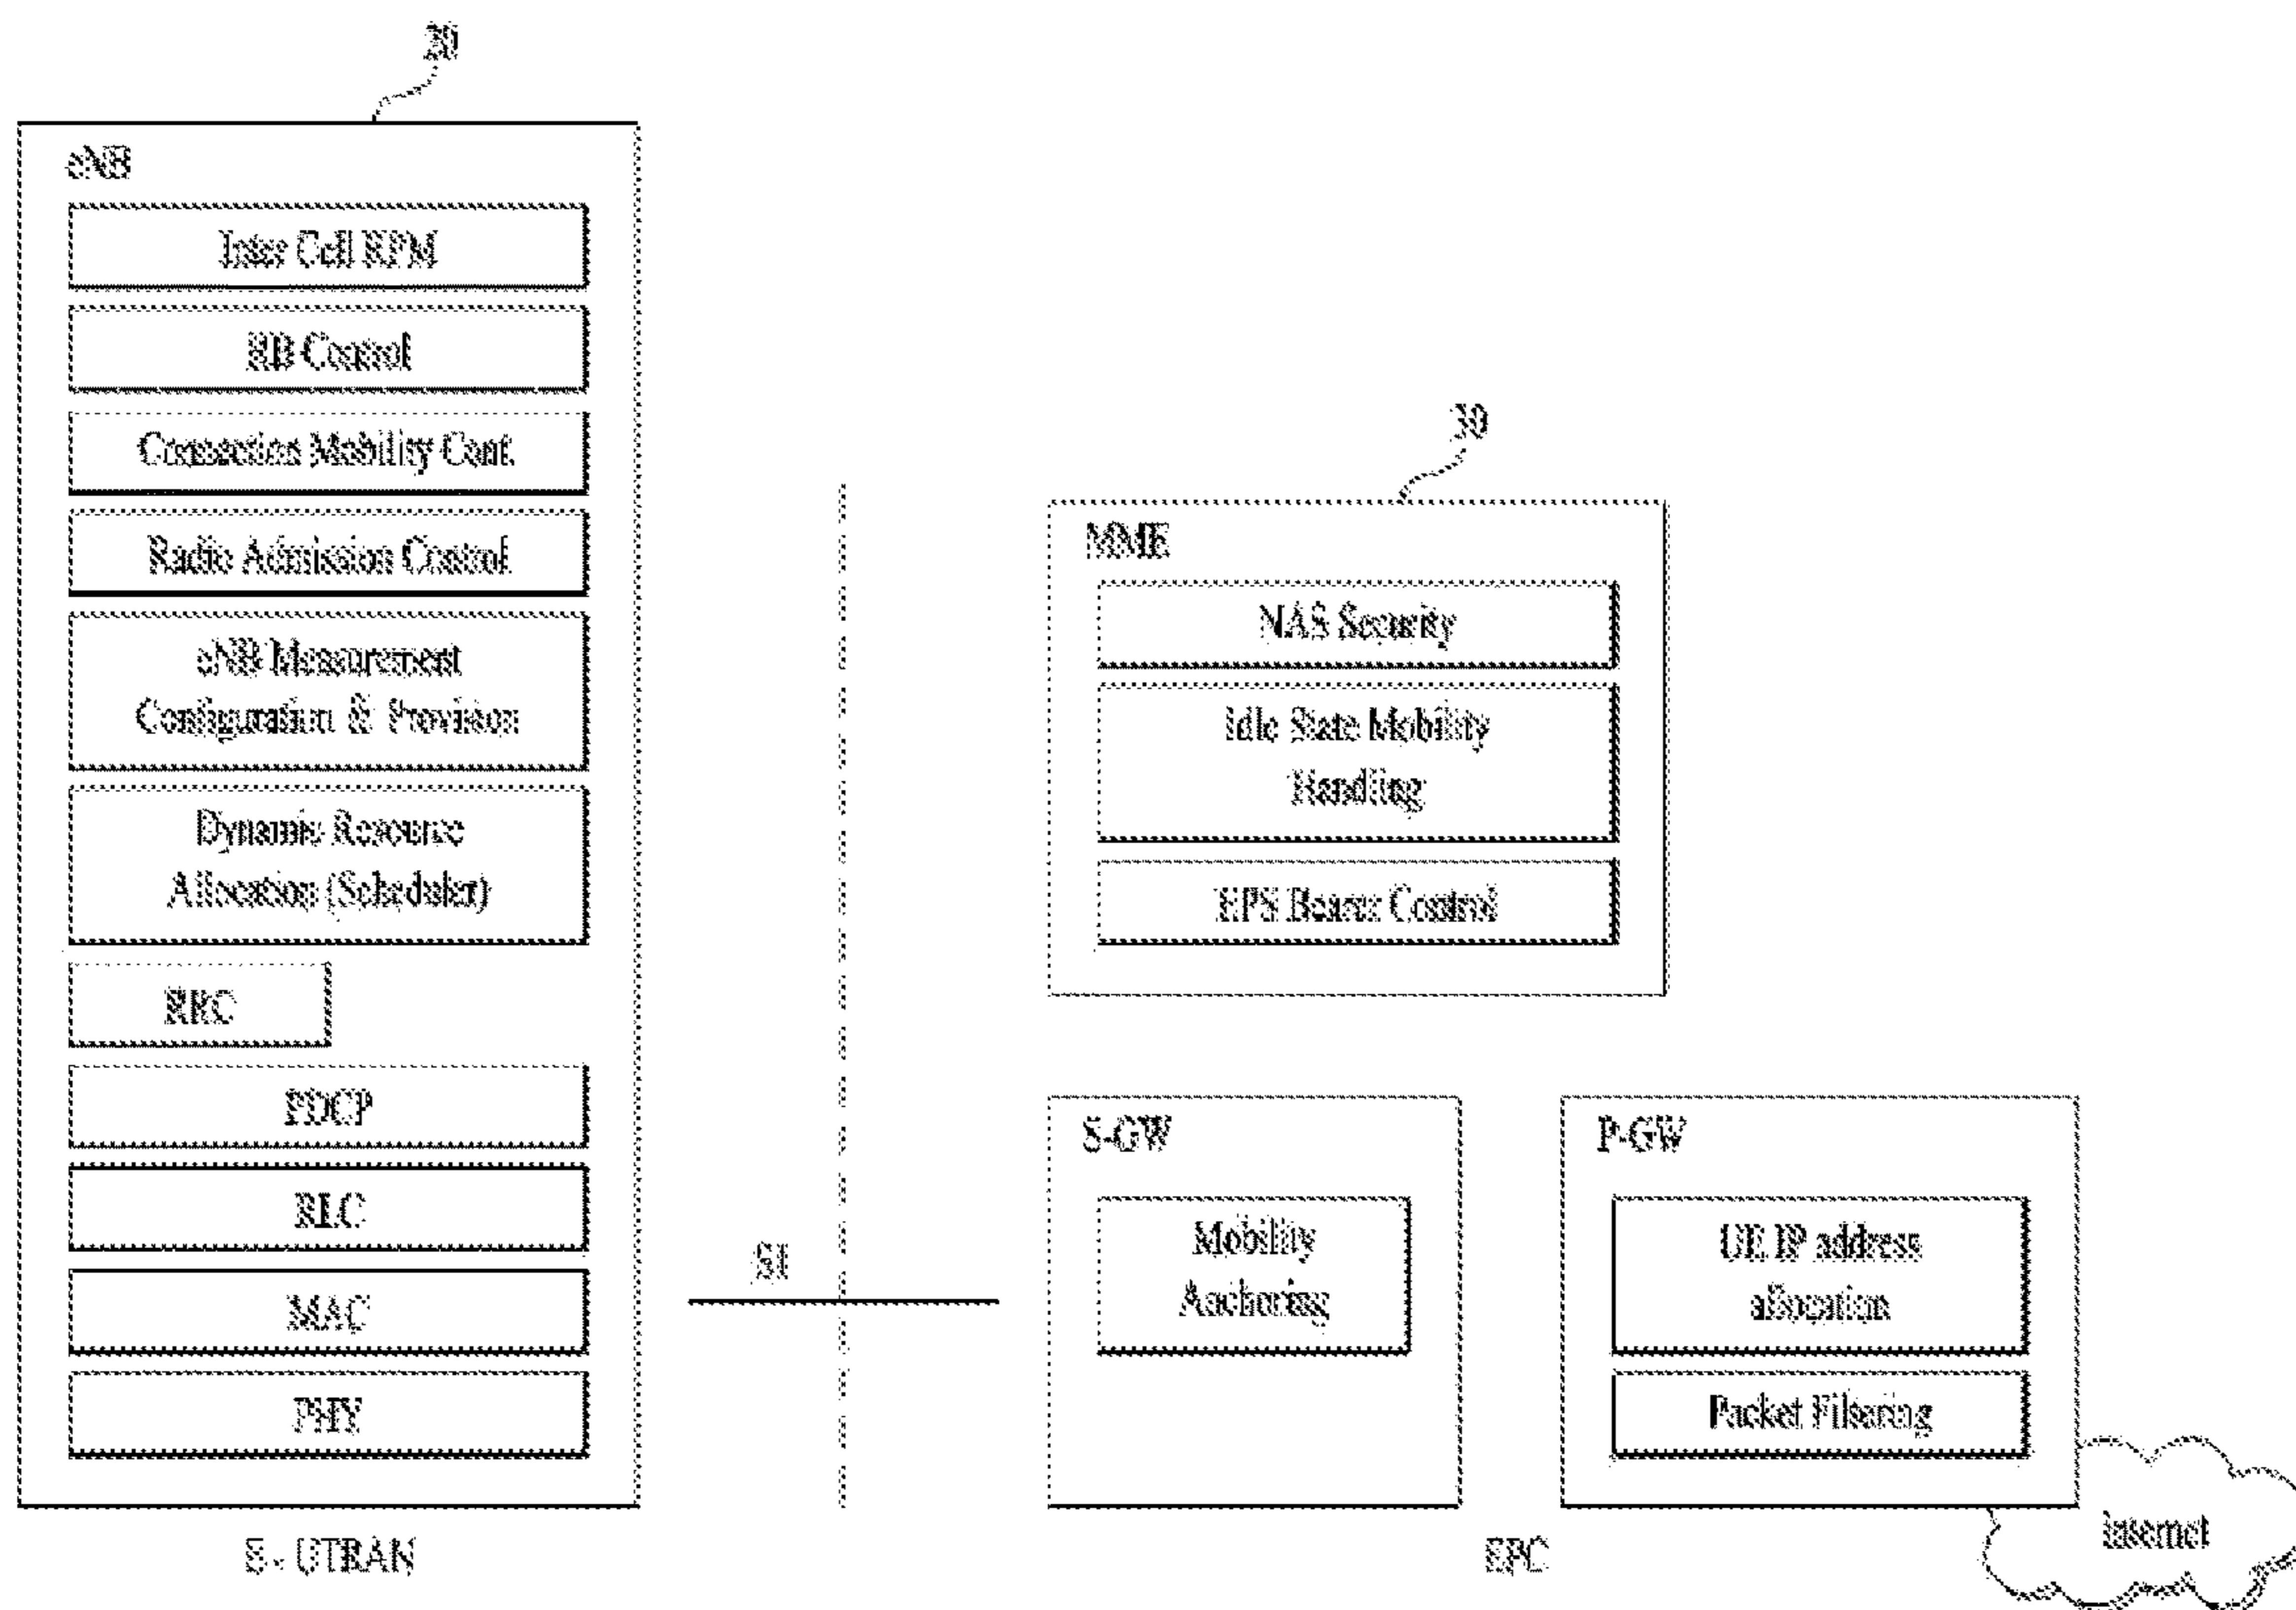 20
eNB
Inter Cell RPM
RB Control
Connection Mobility Cont.
Radio Admission Control
eNB Measurement
Configuration & Provision
Dynamic Resource
Allocation (Scheduler)
RRC
PDCP
RLC
MAC
PHY
E-UTRAN
S1
30
MME
NAS Security
Idle State Mobility
Handling
EPS Bearer Control
S-GW
Mobility
Anchoring
P-GW
UE IP address
allocation
Packet Filtering
EPC
Internet